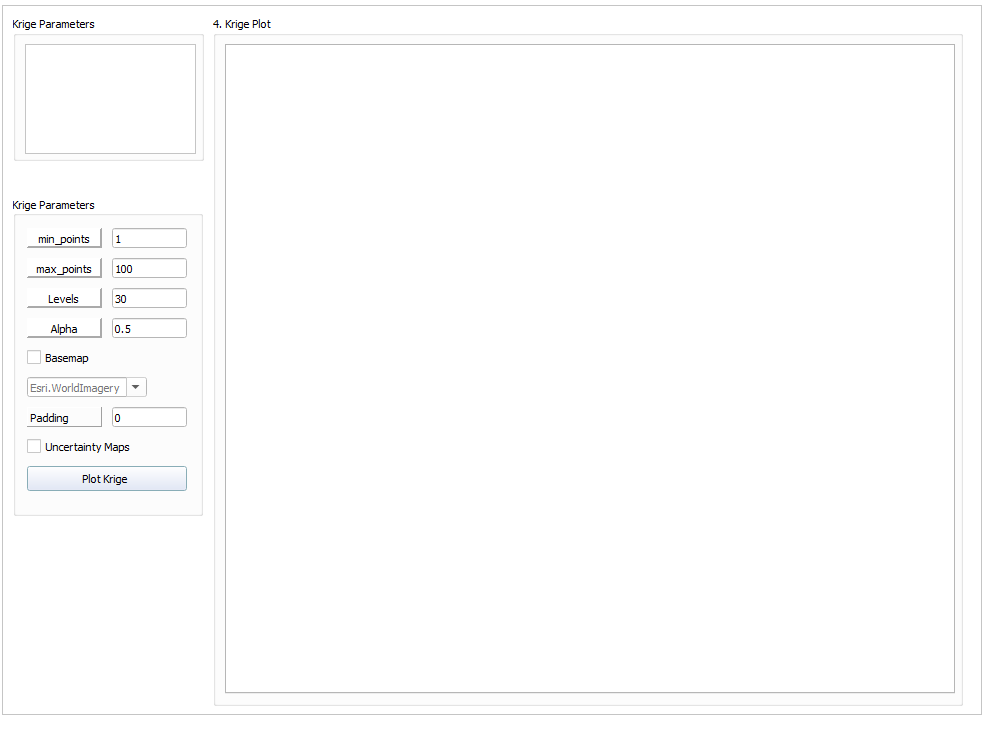 Krige Parameters
4. Krige Plot
Krige Parameters
min_points 1
max_points 100
Levels 30
Alpha 0.5
Basemap
Esri.WorldImagery
Padding 0
Uncertainty Maps
Plot Krige